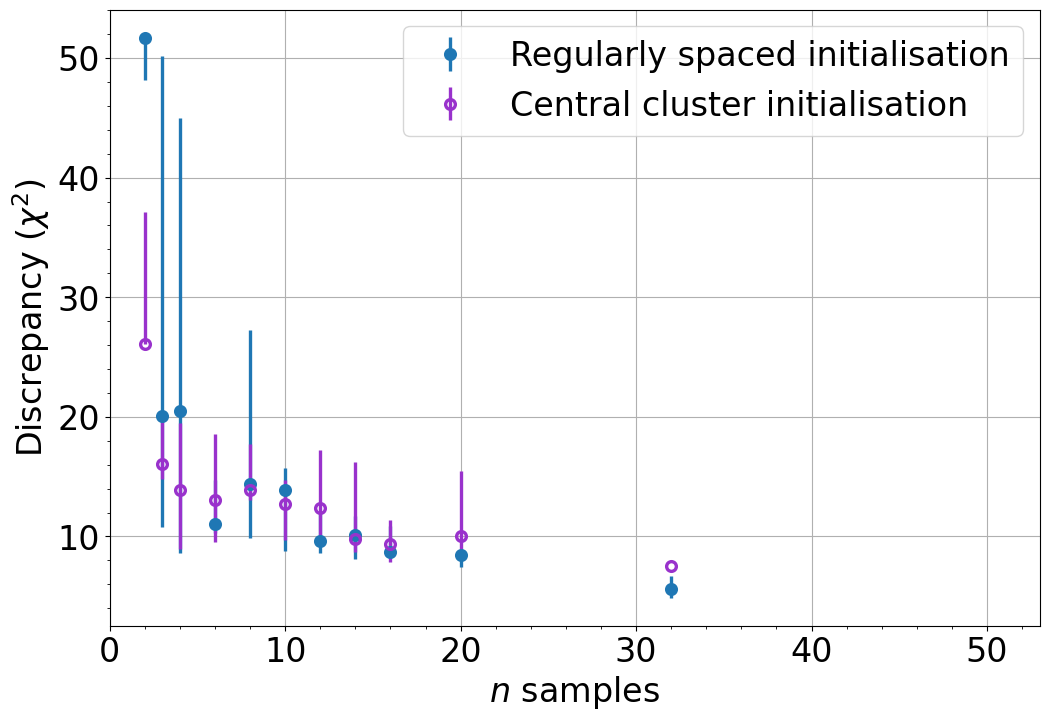 Regularly spaced initialisation
Central cluster initialisation
Discrepancy (χ²)
50
40
30
20
10
0 10 20 30 40 50
n samples